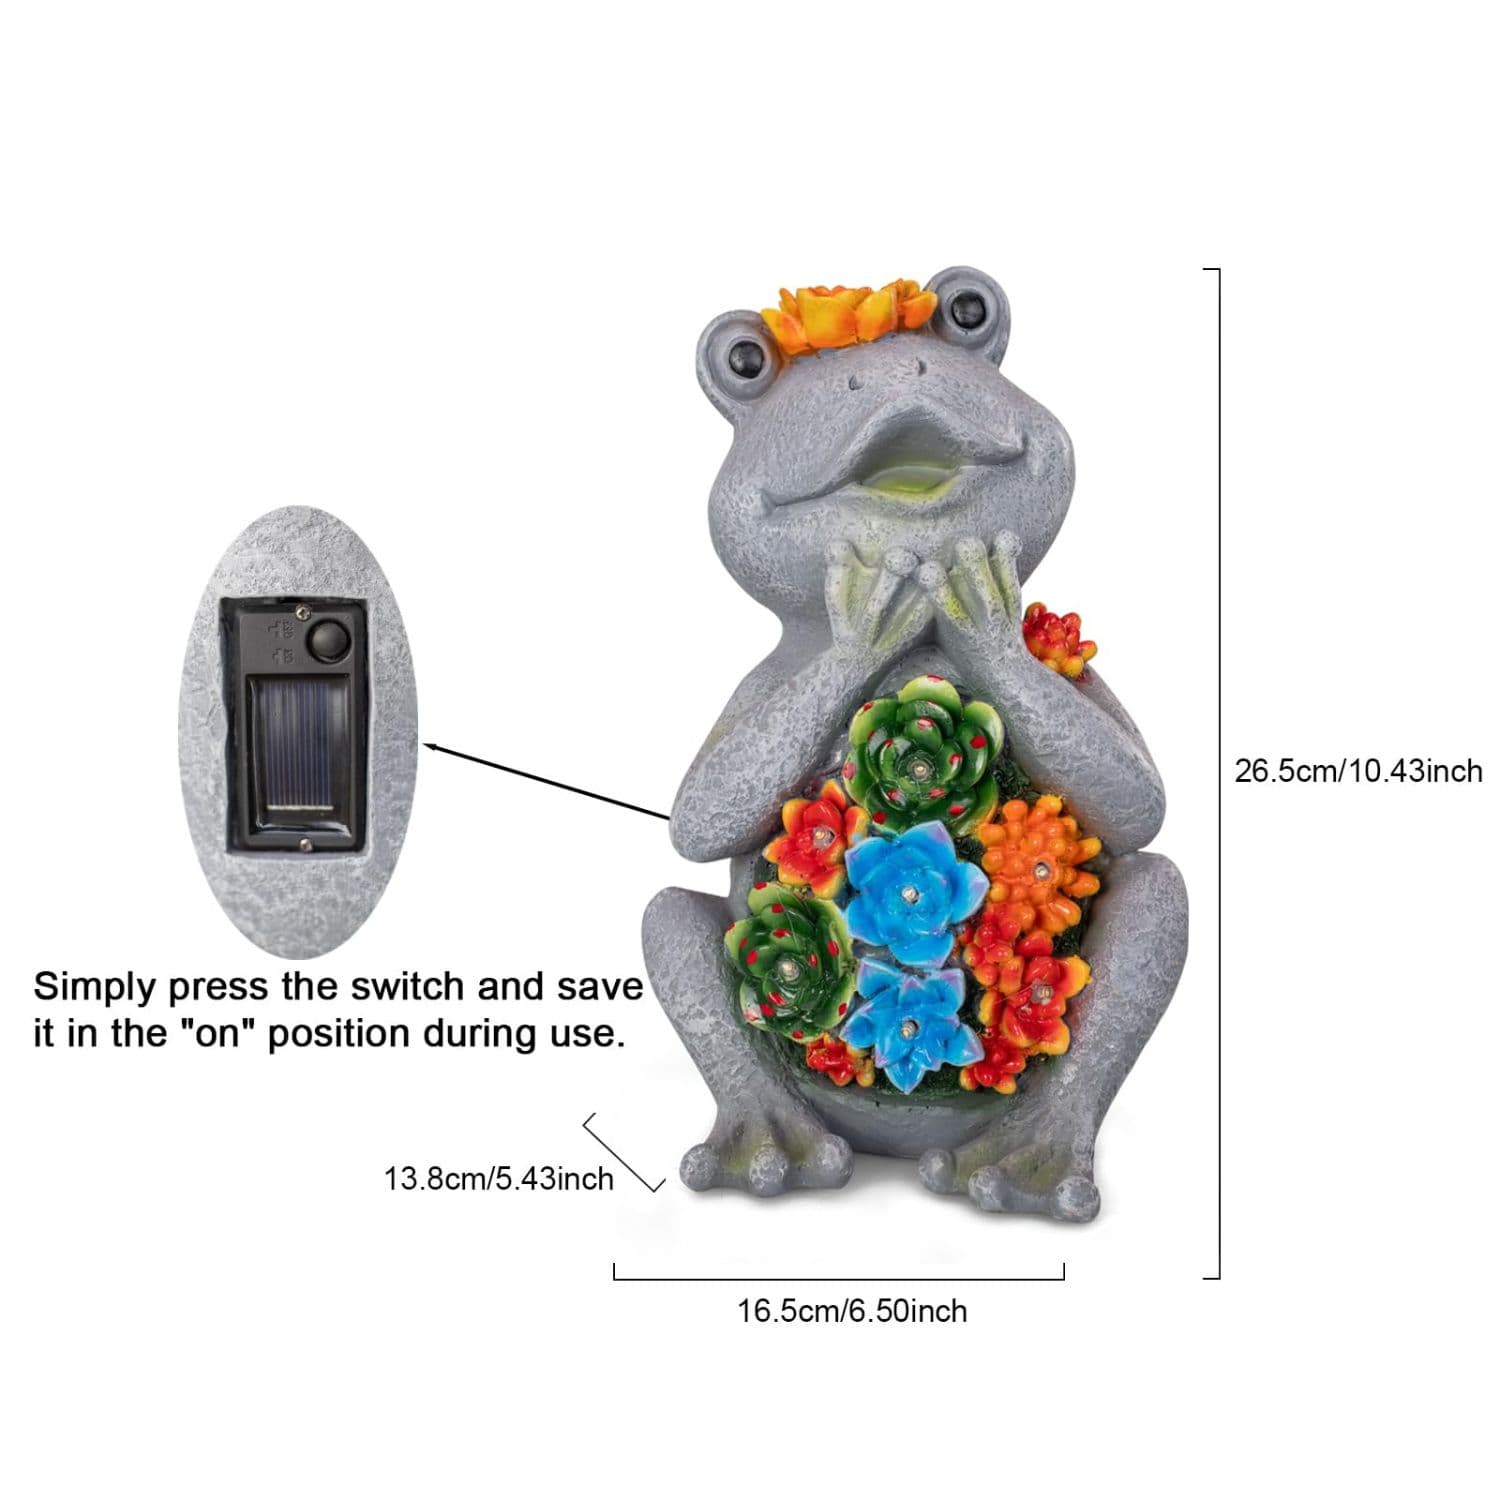 26.5cm/10.43inch
Simply press the switch and save
it in the "on" position during use.
13.8cm/5.43inch
16.5cm/6.50inch